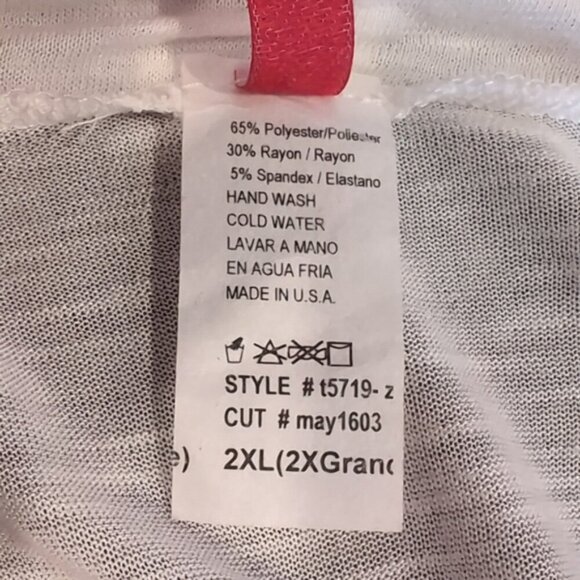 65% Polyester/Poliester
30% Rayon / Rayon
5% Spandex / Elastano
HAND WASH
COLD WATER
LAVAR A MANO
EN AGUA FRIA
MADE IN U.S.A.
STYLE # t5719- z
CUT # may1603
e) 2XL(2XGrand